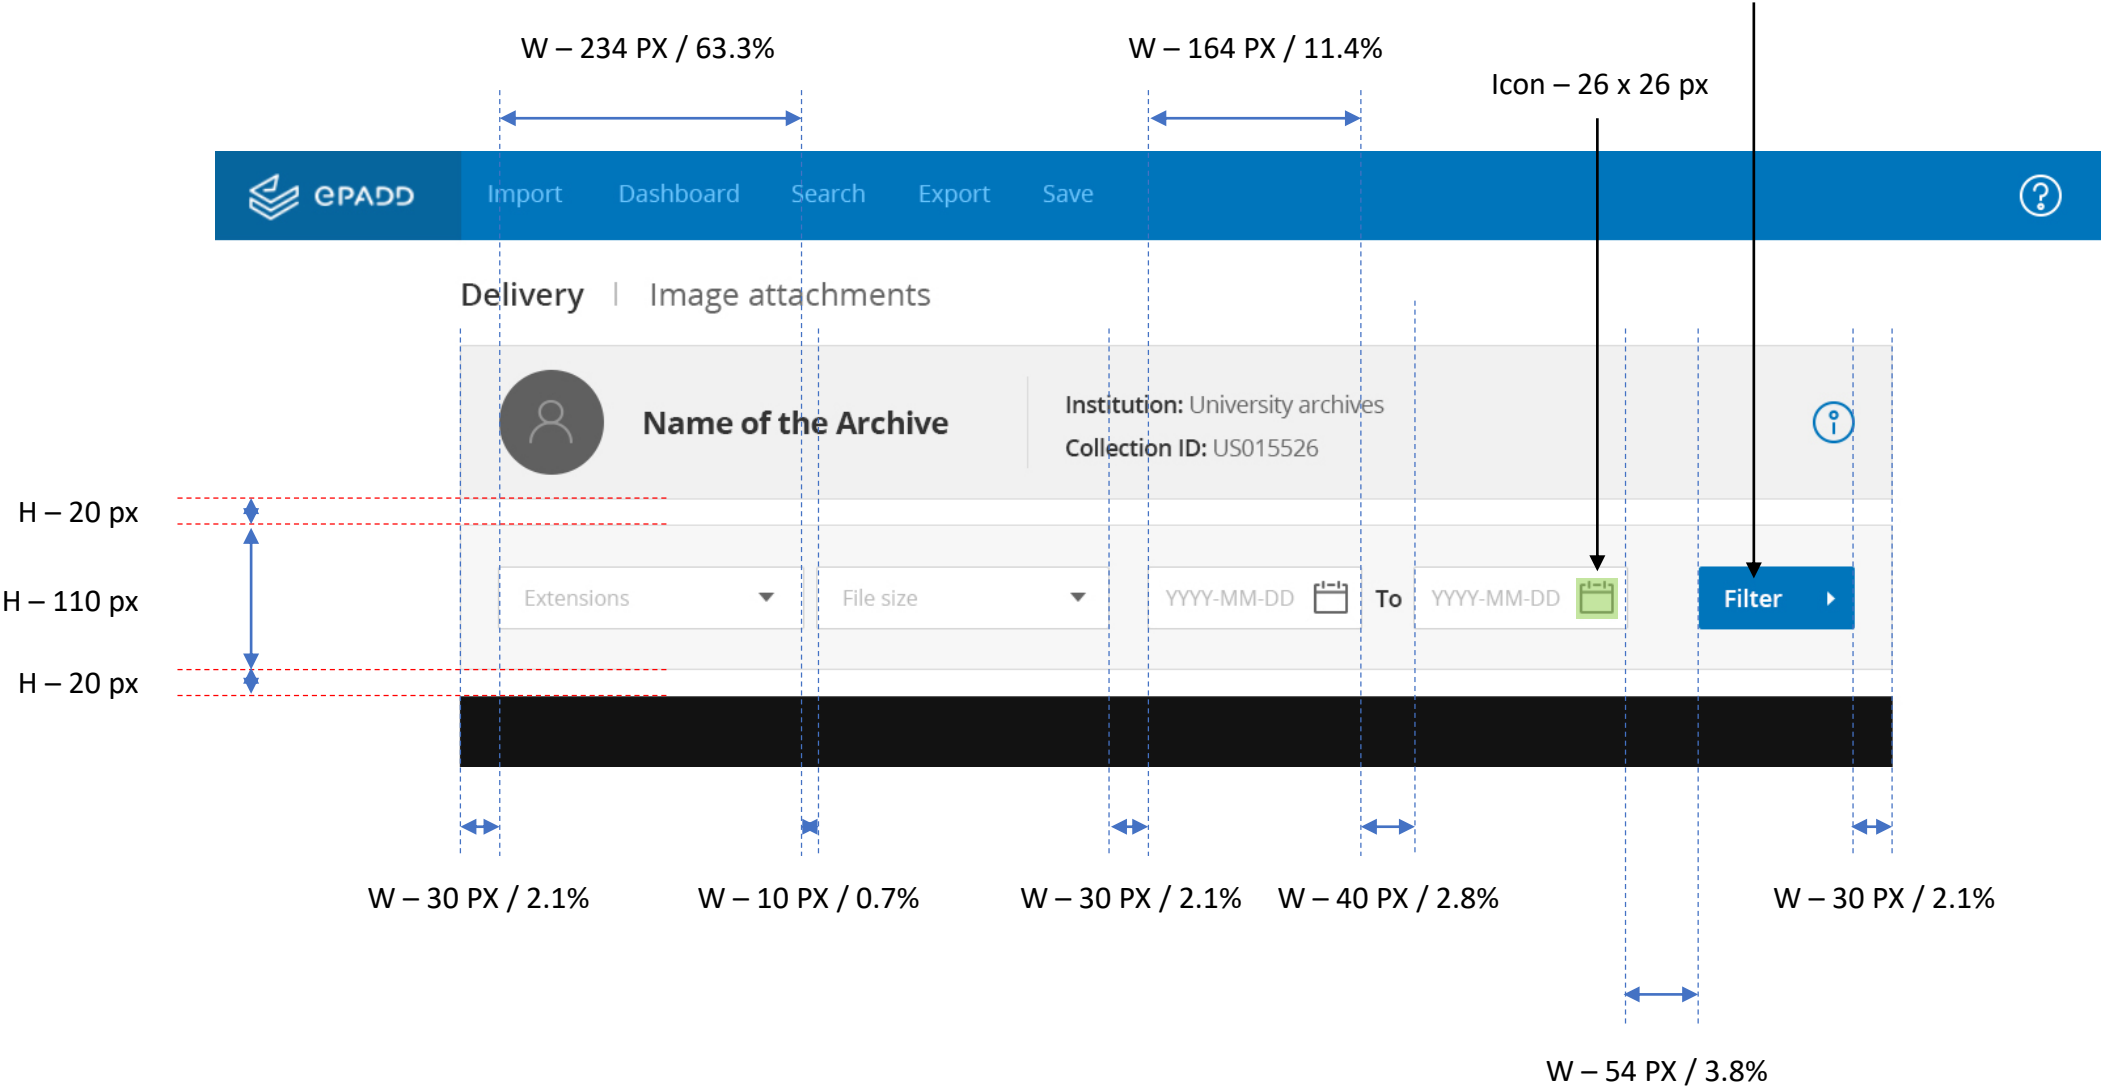 W – 234 PX / 63.3%
W – 164 PX / 11.4%
Icon – 26 x 26 px
ePADD
Import Dashboard Search Export Save
?
Delivery | Image attachments
Name of the Archive
Institution: University archives
Collection ID: US015526
H – 20 px
H – 110 px
Extensions File size YYYY-MM-DD To YYYY-MM-DD Filter
H – 20 px
W – 30 PX / 2.1% W – 10 PX / 0.7% W – 30 PX / 2.1% W – 40 PX / 2.8% W – 30 PX / 2.1%
W – 54 PX / 3.8%